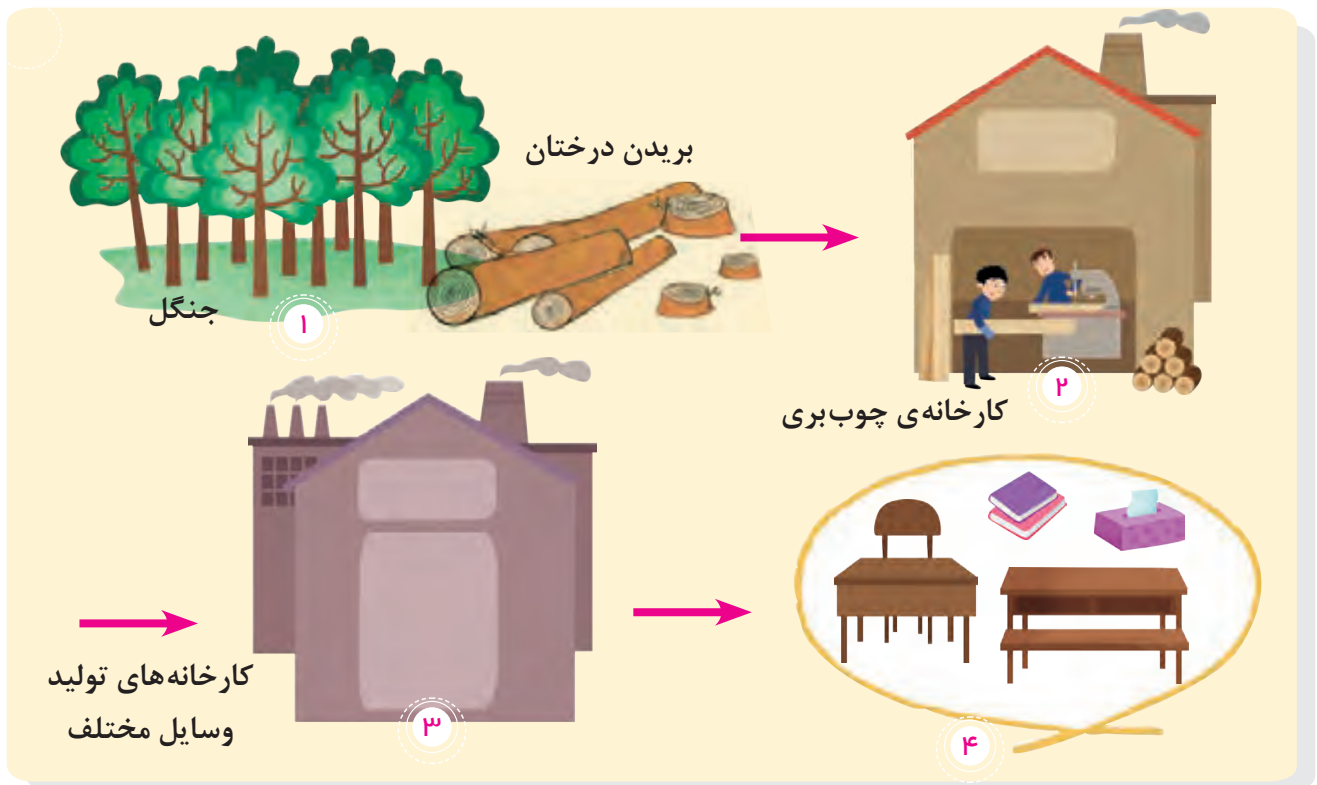 بریدن درختان
جنگل
۱
۲
کارخانه‌ی چوب‌بری
کارخانه‌های تولید
وسایل مختلف
۳
۴